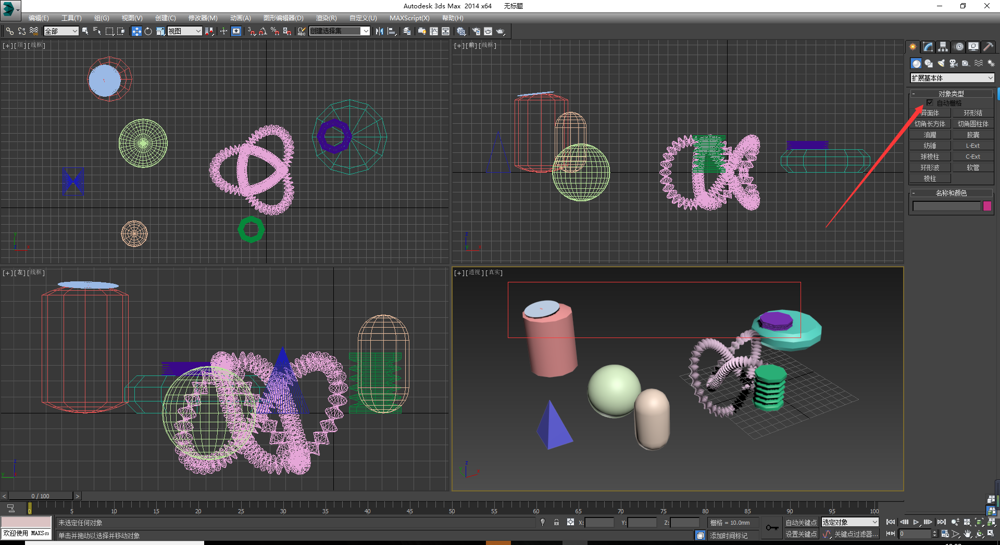 Autodesk 3ds Max  2014 x64    无标题
编辑(E) 工具(T) 组(G) 视图(V) 创建(C) 修改器(M) 动画(A) 图形编辑器(D) 渲染(R) 自定义(U) MAXScript(X) 帮助(H)
全部 视图 创建选择集
[+][顶][线框]
[+][前][线框]
扩展基本体
- 对象类型
自动栅格
异面体 环形结
切角长方体 切角圆柱体
油罐 胶囊
纺锤 L-Ext
球棱柱 C-Ext
环形波 软管
棱柱
- 名称和颜色
[+][左][线框]
[+][透视][真实]
< 0 / 100 >
0 5 10 15 20 25 30 35 40 45 50 55 60 65 70 75 80 85 90 95 100
未选定任何对象 X: Y: Z: 栅格 = 10.0mm 自动关键点 选定对象
欢迎使用 MAXSc
单击并拖动以选择并移动对象 添加时间标记 设置关键点 关键点过滤器... 0